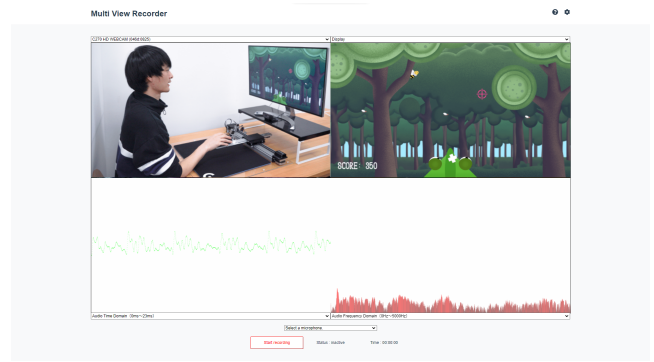 Multi View Recorder
C270 HD WEBCAM (046d:0825)
Display
SCORE: 350
Audio Time Domain (0ms~23ms)
Audio Frequency Domain (0Hz~5909Hz)
Select a microphone
Start recording
Status : Inactive
Time : 00:00:00